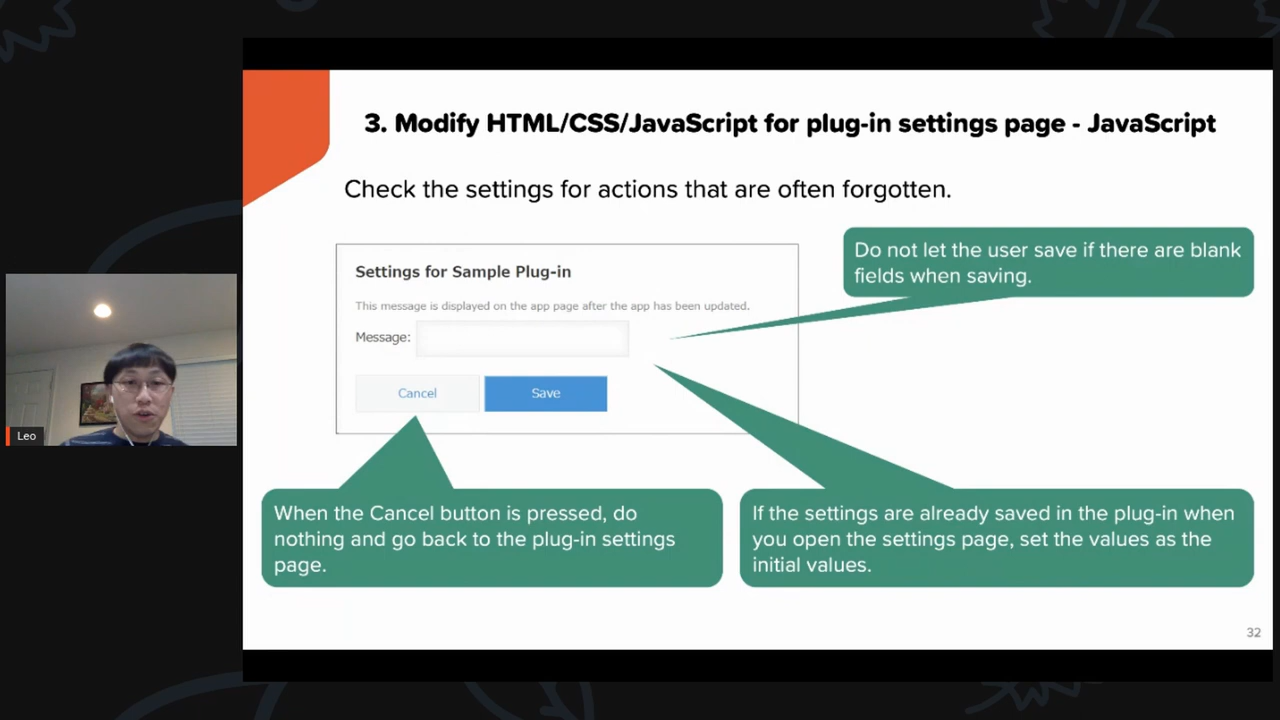 3. Modify HTML/CSS/JavaScript for plug-in settings page - JavaScript
Check the settings for actions that are often forgotten.
Do not let the user save if there are blank
fields when saving.
Settings for Sample Plug-in
This message is displayed on the app page after the app has been updated.
Message:
Cancel
Save
Leo
When the Cancel button is pressed, do
nothing and go back to the plug-in settings
page.
If the settings are already saved in the plug-in when
you open the settings page, set the values as the
initial values.
32